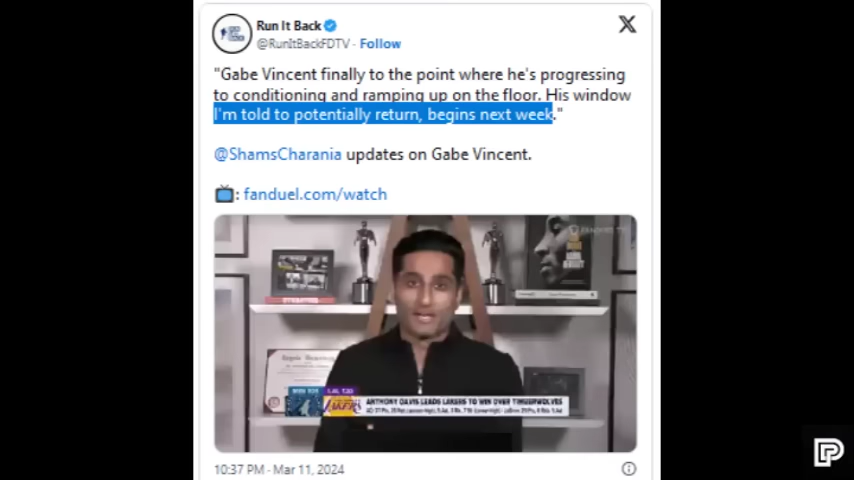 Run It Back
@RunItBackFDTV · Follow
"Gabe Vincent finally to the point where he's progressing
to conditioning and ramping up on the floor. His window
I'm told to potentially return, begins next week."
@ShamsCharania updates on Gabe Vincent.
: fanduel.com/watch
LAKERS
ANTHONY DAVIS LEADS LAKERS TO WIN OVER TIMBERWOLVES
10:37 PM · Mar 11, 2024